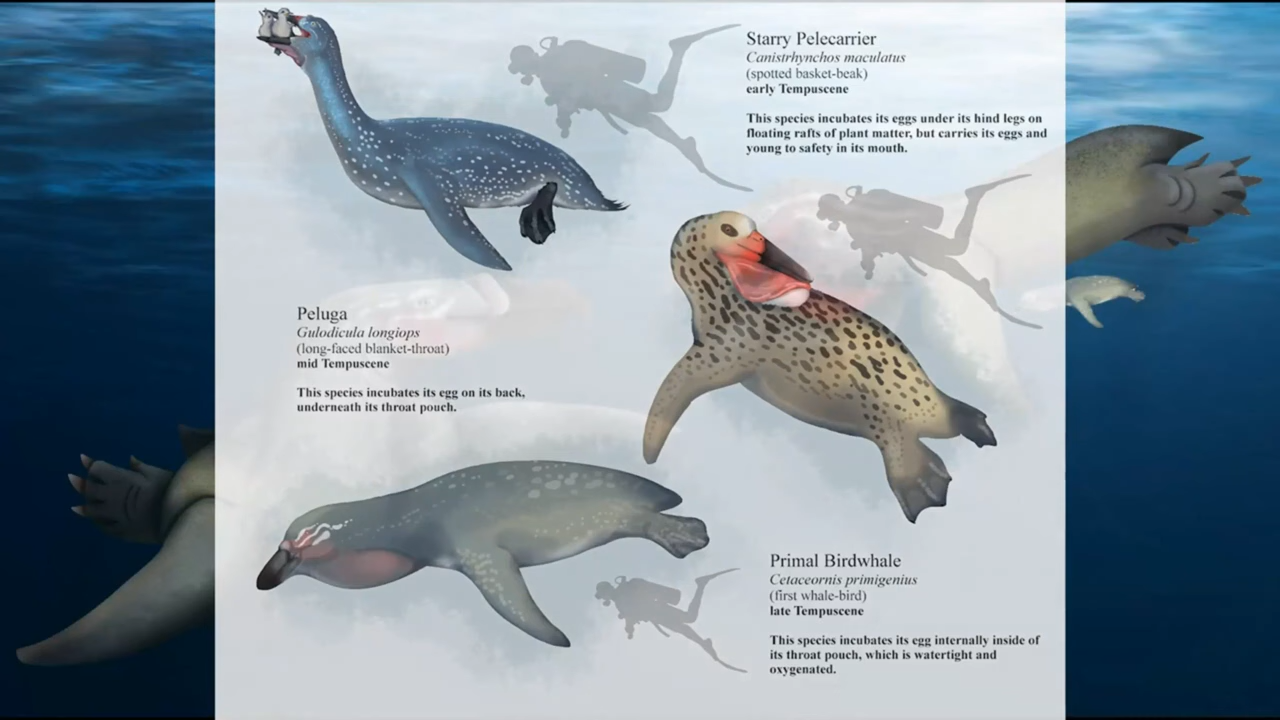 Starry Pelecarrier
Canistrhynchos maculatus
(spotted basket-beak)
early Tempuscene
This species incubates its eggs under its hind legs on
floating rafts of plant matter, but carries its eggs and
young to safety in its mouth.
Peluga
Gulodicula longiops
(long-faced blanket-throat)
mid Tempuscene
This species incubates its egg on its back,
underneath its throat pouch.
Primal Birdwhale
Cetaceornis primigenius
(first whale-bird)
late Tempuscene
This species incubates its egg internally inside of
its throat pouch, which is watertight and
oxygenated.